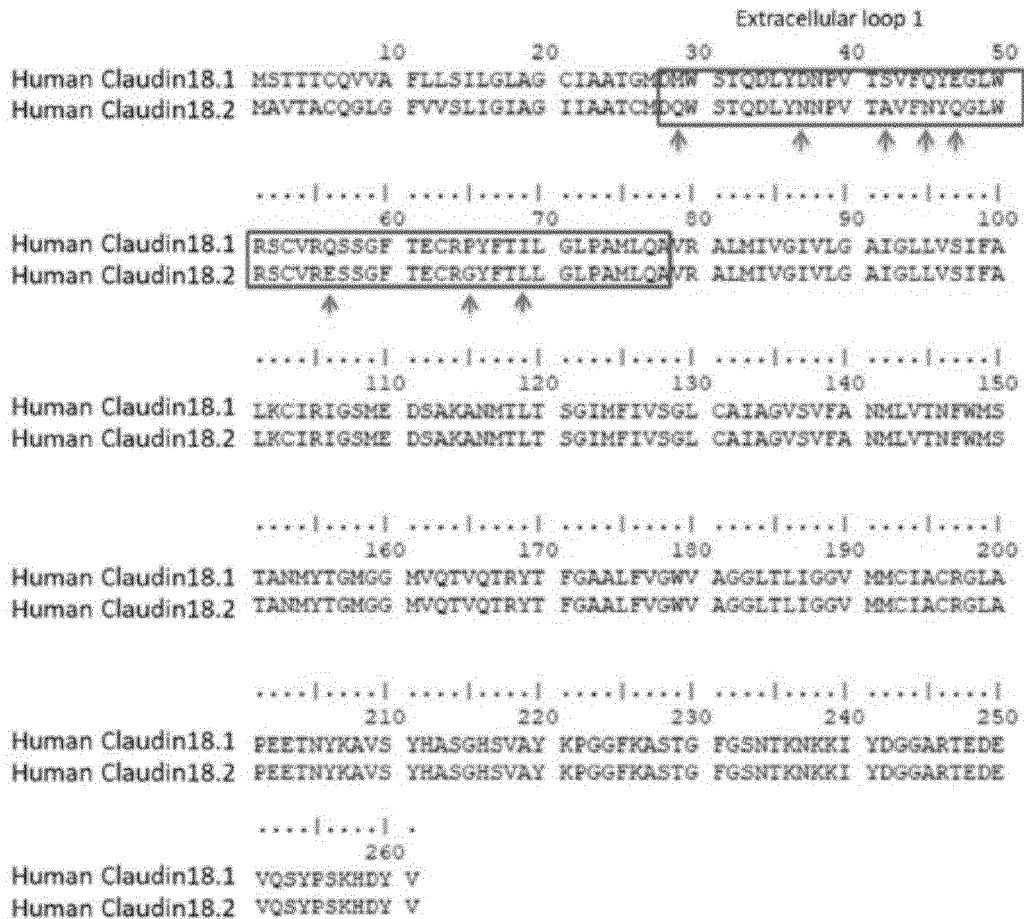 Extracellular loop 1
10 20 30 40 50
Human Claudin18.1 MSTTTCQVVA FLLSILGLAG CIAATGMDMW STQDLYDNPV TSVFQYEGLW
Human Claudin18.2 MAVTACQGLG FVVSLIGIAG IIAATCMDQW STQDLYNNPV TAVFNYQGLW
....|....| ....|....| ....|....| ....|....| ....|....|
60 70 80 90 100
Human Claudin18.1 RSCVRQSSGF TECRPYFTIL GLPAMLQAVR ALMIVGIVLG AIGLLVSIFA
Human Claudin18.2 RSCVRESSGF TECRGYFTLL GLPAMLQAVR ALMIVGIVLG AIGLLVSIFA
....|....| ....|....| ....|....| ....|....| ....|....|
110 120 130 140 150
Human Claudin18.1 LKCIRIGSME DSAKANMTLT SGIMFIVSGL CAIAGVSVFA NMLVTNFWMS
Human Claudin18.2 LKCIRIGSME DSAKANMTLT SGIMFIVSGL CAIAGVSVFA NMLVTNFWMS
....|....| ....|....| ....|....| ....|....| ....|....|
160 170 180 190 200
Human Claudin18.1 TANMYTGMGG MVQTVQTRYT FGAALFVGWV AGGLTLIGGV MMCIACRGLA
Human Claudin18.2 TANMYTGMGG MVQTVQTRYT FGAALFVGWV AGGLTLIGGV MMCIACRGLA
....|....| ....|....| ....|....| ....|....| ....|....|
210 220 230 240 250
Human Claudin18.1 PEETNYKAVS YHASGHSVAY KPGGFKASTG FGSNTKNKKI YDGGARTEDE
Human Claudin18.2 PEETNYKAVS YHASGHSVAY KPGGFKASTG FGSNTKNKKI YDGGARTEDE
....|....| .
260
Human Claudin18.1 VQSYPSKHDY V
Human Claudin18.2 VQSYPSKHDY V